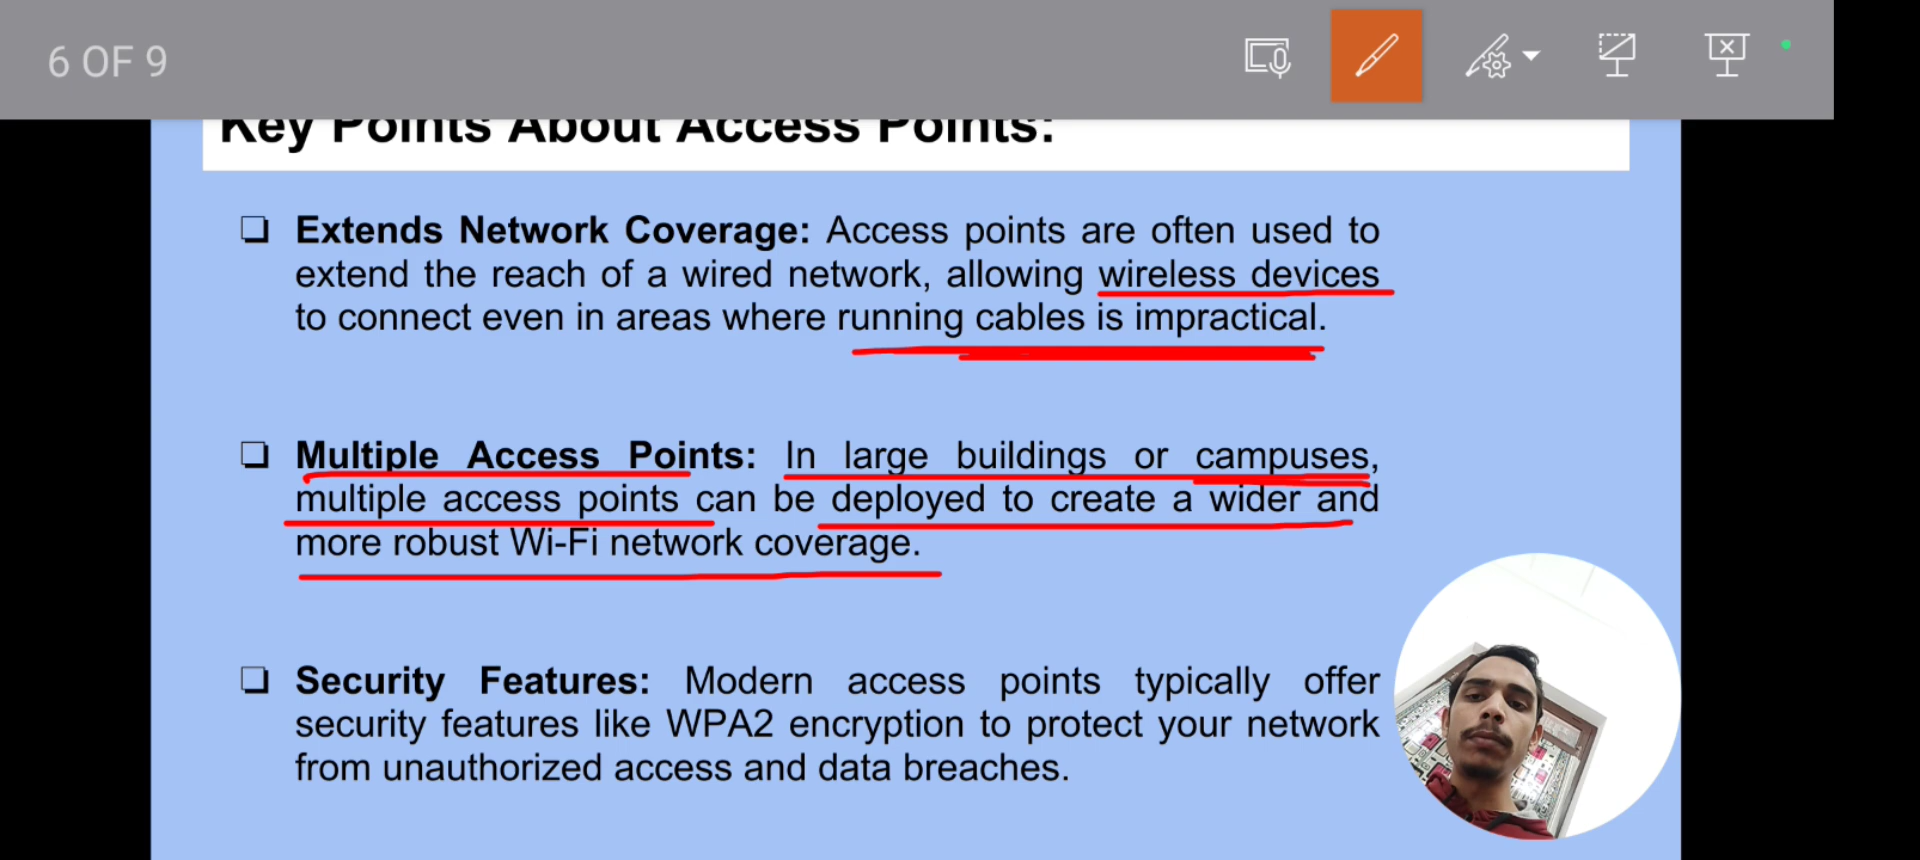 6 OF 9
Key Points About Access Points:
Extends Network Coverage: Access points are often used to
extend the reach of a wired network, allowing wireless devices
to connect even in areas where running cables is impractical.
Multiple Access Points: In large buildings or campuses,
multiple access points can be deployed to create a wider and
more robust Wi-Fi network coverage.
Security Features: Modern access points typically offer
security features like WPA2 encryption to protect your network
from unauthorized access and data breaches.